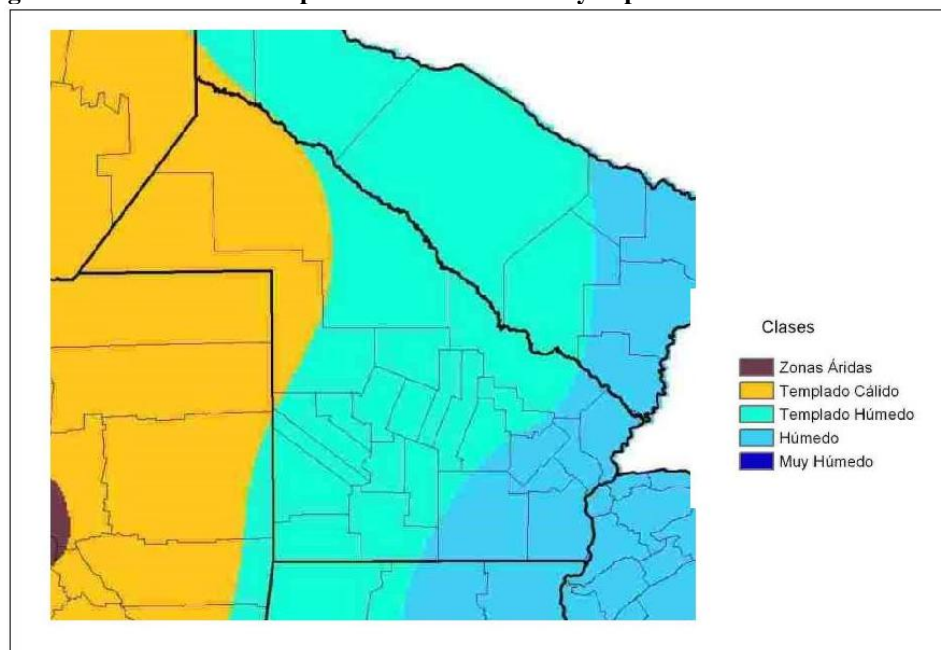 Clases
Zonas Áridas
Templado Cálido
Templado Húmedo
Húmedo
Muy Húmedo